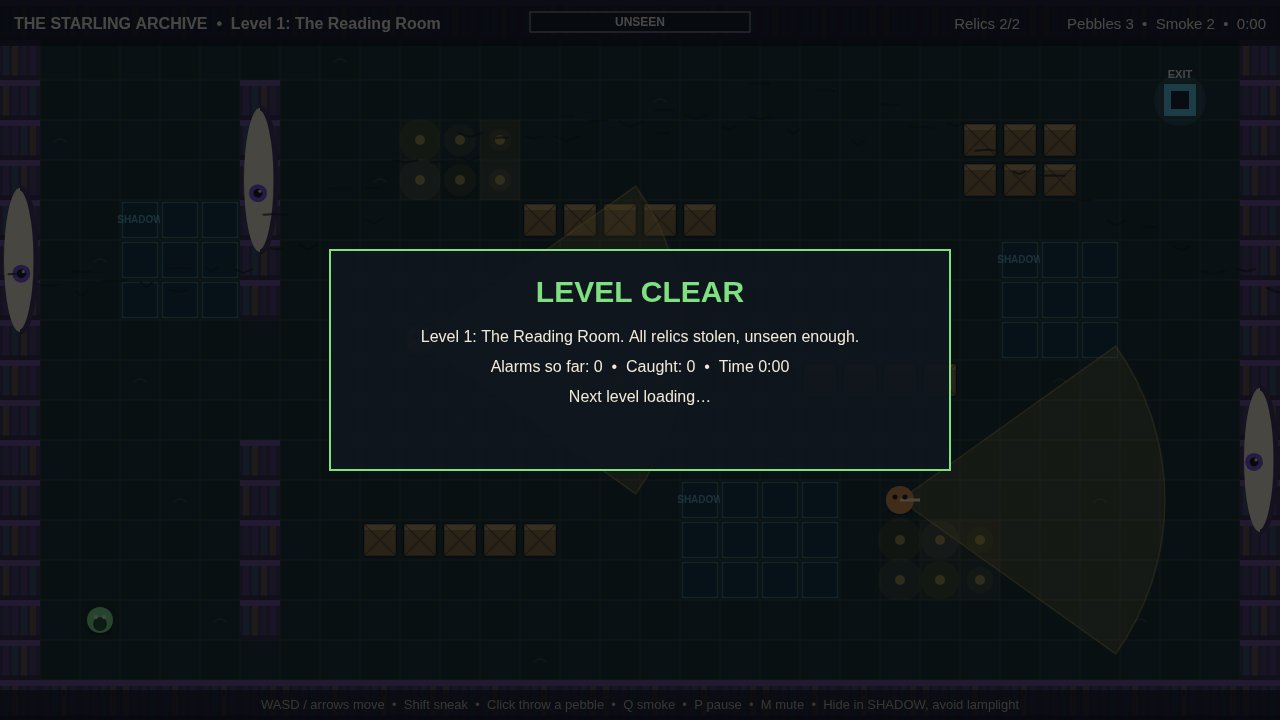 THE STARLING ARCHIVE • Level 1: The Reading Room
UNSEEN
Relics 2/2
Pebbles 3 • Smoke 2 • 0:00
EXIT
SHADOW
SHADOW
LEVEL CLEAR
Level 1: The Reading Room. All relics stolen, unseen enough.
Alarms so far: 0 • Caught: 0 • Time 0:00
Next level loading…
SHADOW
WASD / arrows move • Shift sneak • Click throw a pebble • Q smoke • P pause • M mute • Hide in SHADOW, avoid lamplight